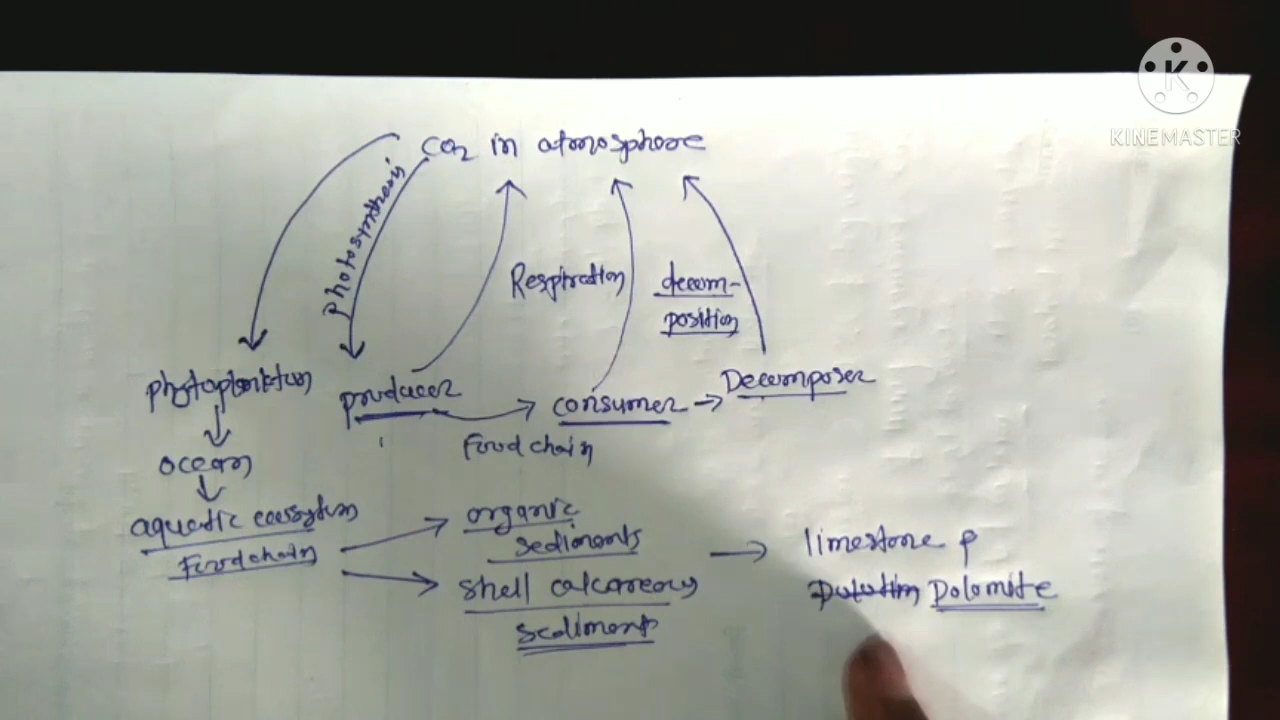 KINEMASTER
CO2 in atmosphere
Photosynthesis
Respiration
decom-
position
phytoplankton
producer
consumer
Decomposer
Food chain
ocean
aquatic ecosystem
Food chain
organic
sediments
shell calcareous
sediment
limestone
Dolomite